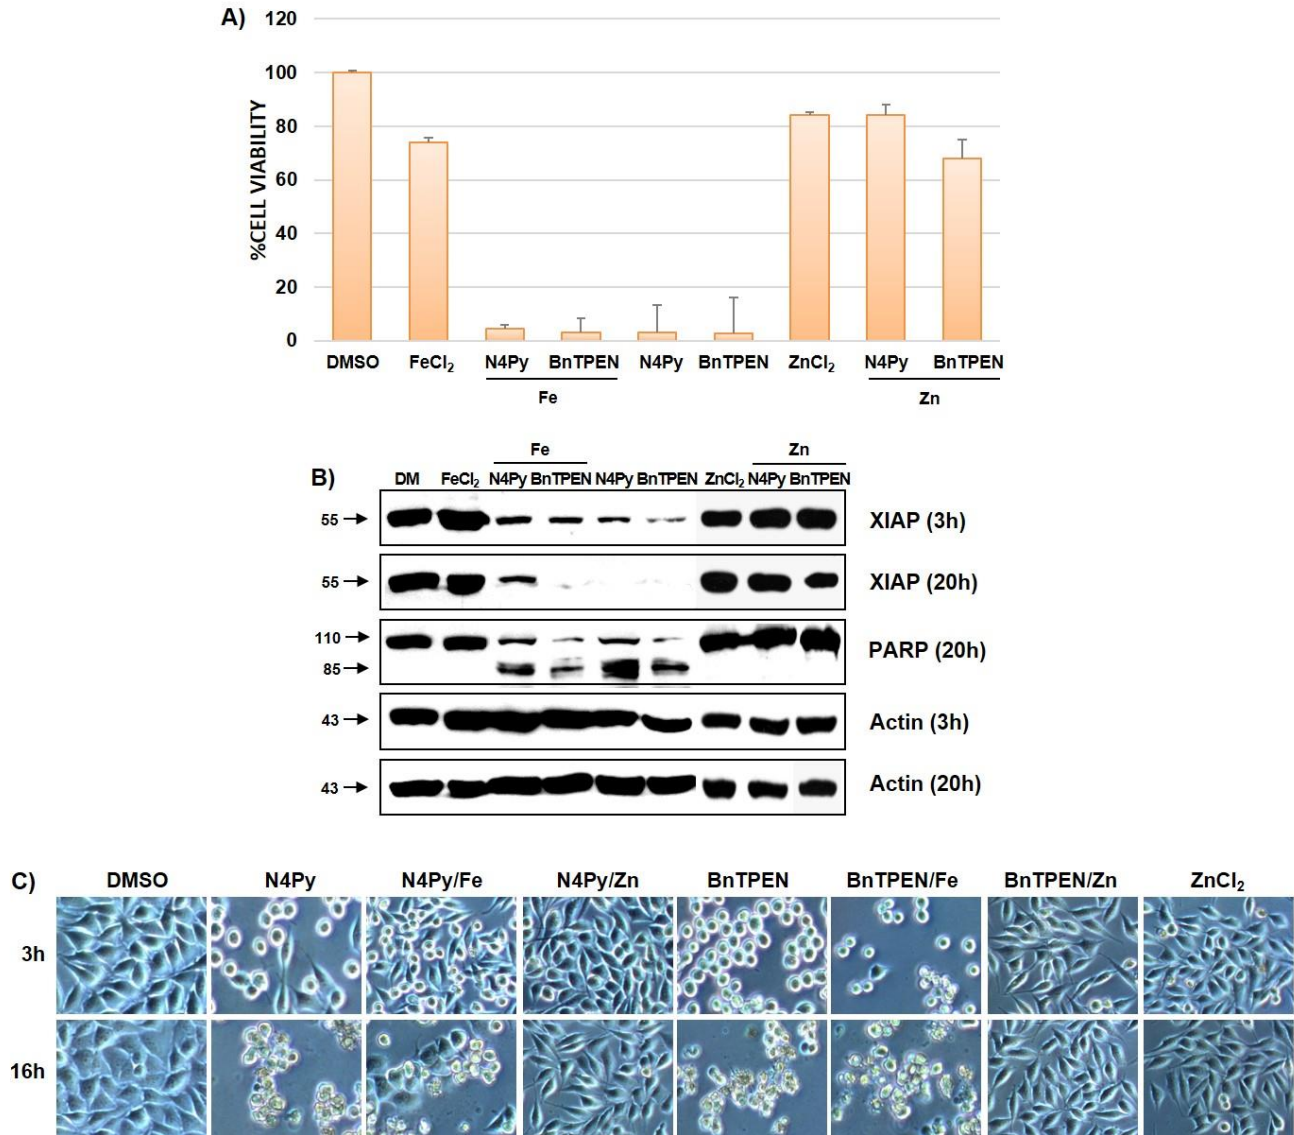 A)
120
100
80
60
40
20
0
%CELL VIABILITY
DMSO FeCl₂ N4Py BnTPEN N4Py BnTPEN ZnCl₂ N4Py BnTPEN
Fe Zn
B)
Fe Zn
DM FeCl₂ N4Py BnTPEN N4Py BnTPEN ZnCl₂ N4Py BnTPEN
55 XIAP (3h)
55 XIAP (20h)
110
85
PARP (20h)
43 Actin (3h)
43 Actin (20h)
C)
DMSO N4Py N4Py/Fe N4Py/Zn BnTPEN BnTPEN/Fe BnTPEN/Zn ZnCl₂
3h
16h